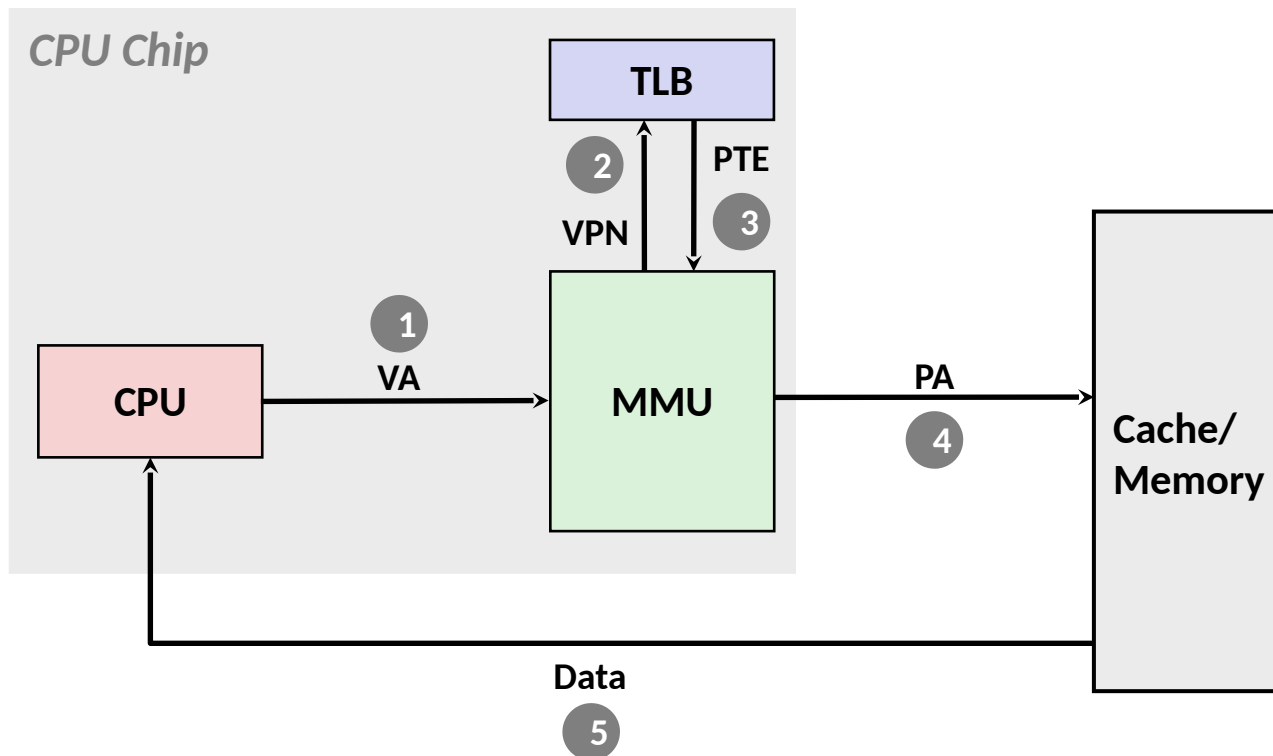 CPU Chip
TLB
2
PTE
3
VPN
1
VA
CPU
MMU
PA
4
Cache/
Memory
Data
5